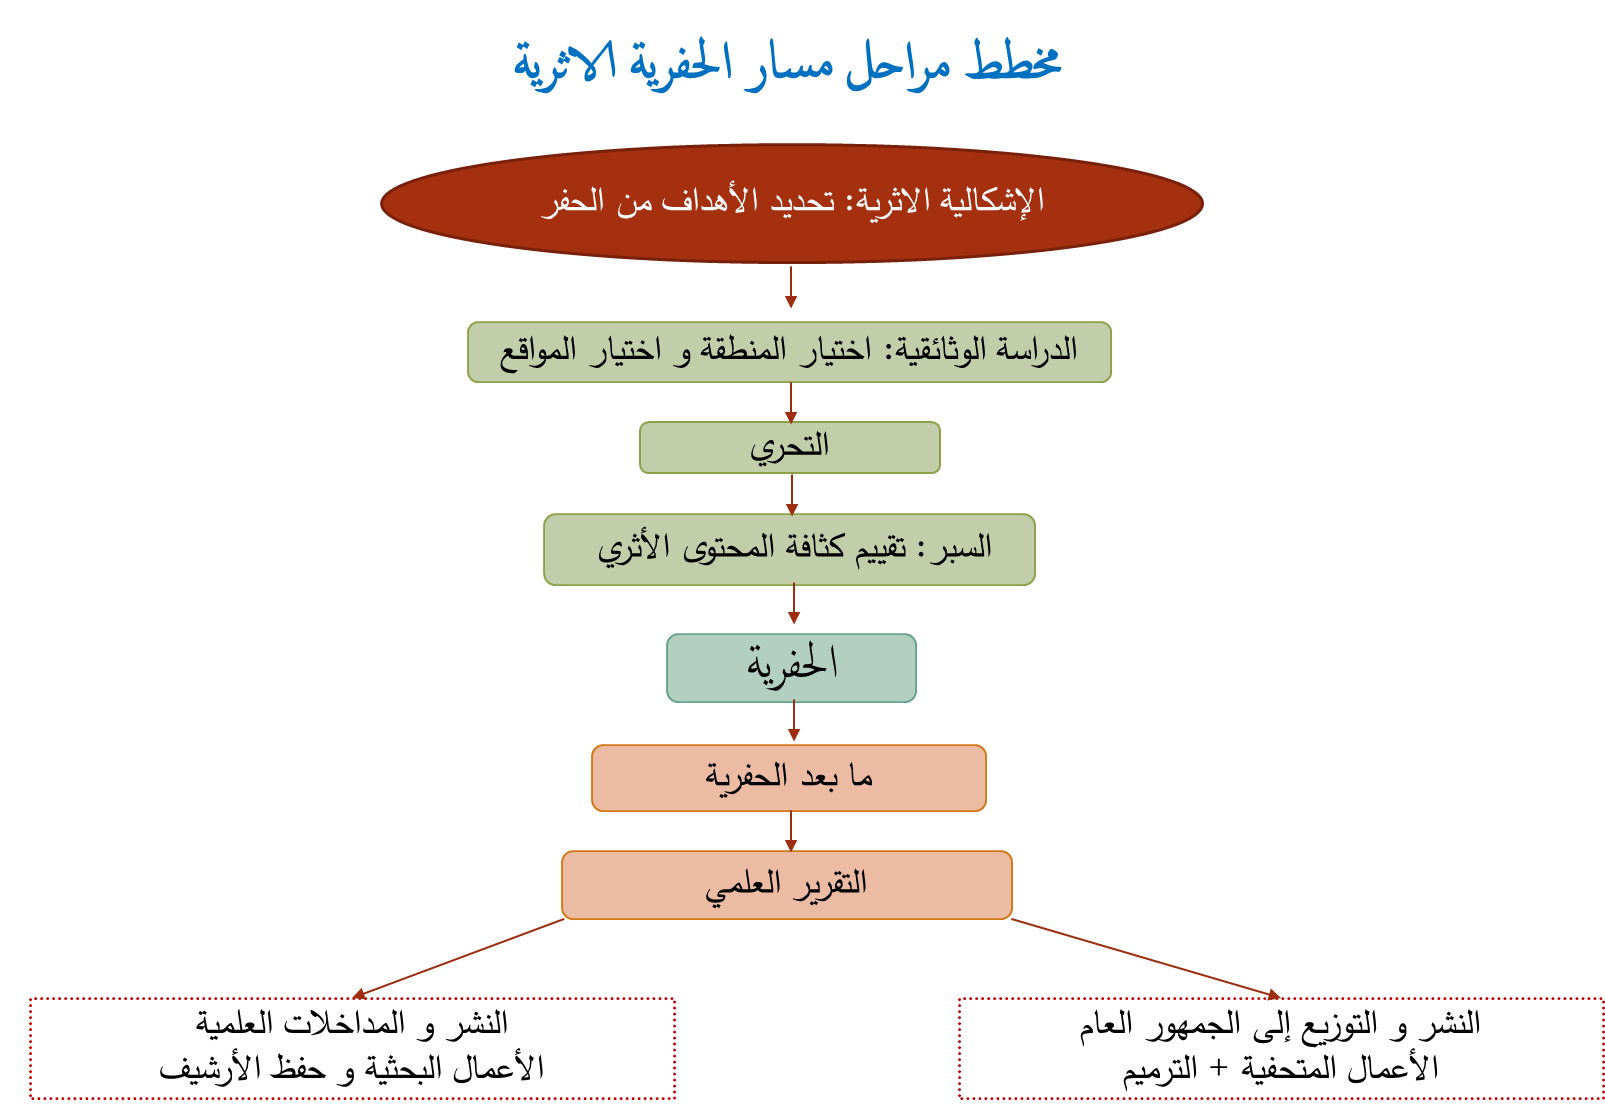 مخطط مراحل مسار الحفرية الاثرية
الإشكالية الاثرية: تحديد الأهداف من الحفر
الدراسة الوثائقية: اختيار المنطقة و اختيار المواقع
التحري
السبر : تقييم كثافة المحتوى الأثري
الحفرية
ما بعد الحفرية
التقرير العلمي
النشر و التوزيع إلى الجمهور العام
الأعمال المتحفية + الترميم
النشر و المداخلات العلمية
الأعمال البحثية و حفظ الأرشيف